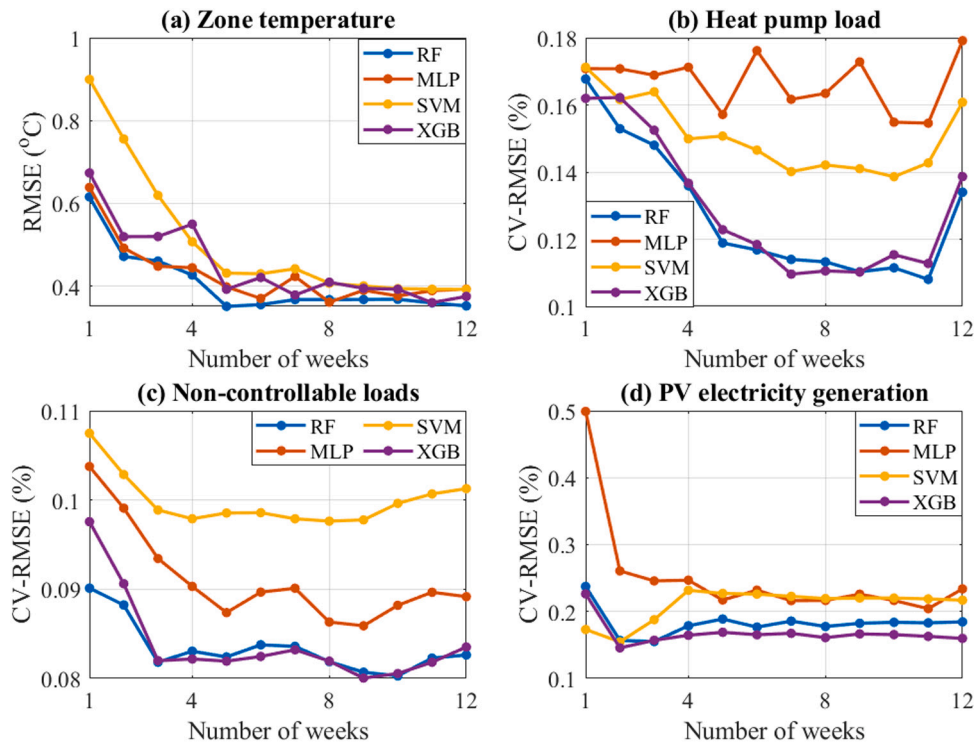 (a) Zone temperature
RMSE (°C)
1
0.8
0.6
0.4
1
4
8
12
Number of weeks
RF
MLP
SVM
XGB
(b) Heat pump load
CV-RMSE (%)
0.18
0.16
0.14
0.12
0.1
1
4
8
12
Number of weeks
RF
MLP
SVM
XGB
(c) Non-controllable loads
CV-RMSE (%)
0.11
0.1
0.09
0.08
1
4
8
12
Number of weeks
RF
SVM
MLP
XGB
(d) PV electricity generation
CV-RMSE (%)
0.5
0.4
0.3
0.2
0.1
1
4
8
12
Number of weeks
RF
MLP
SVM
XGB